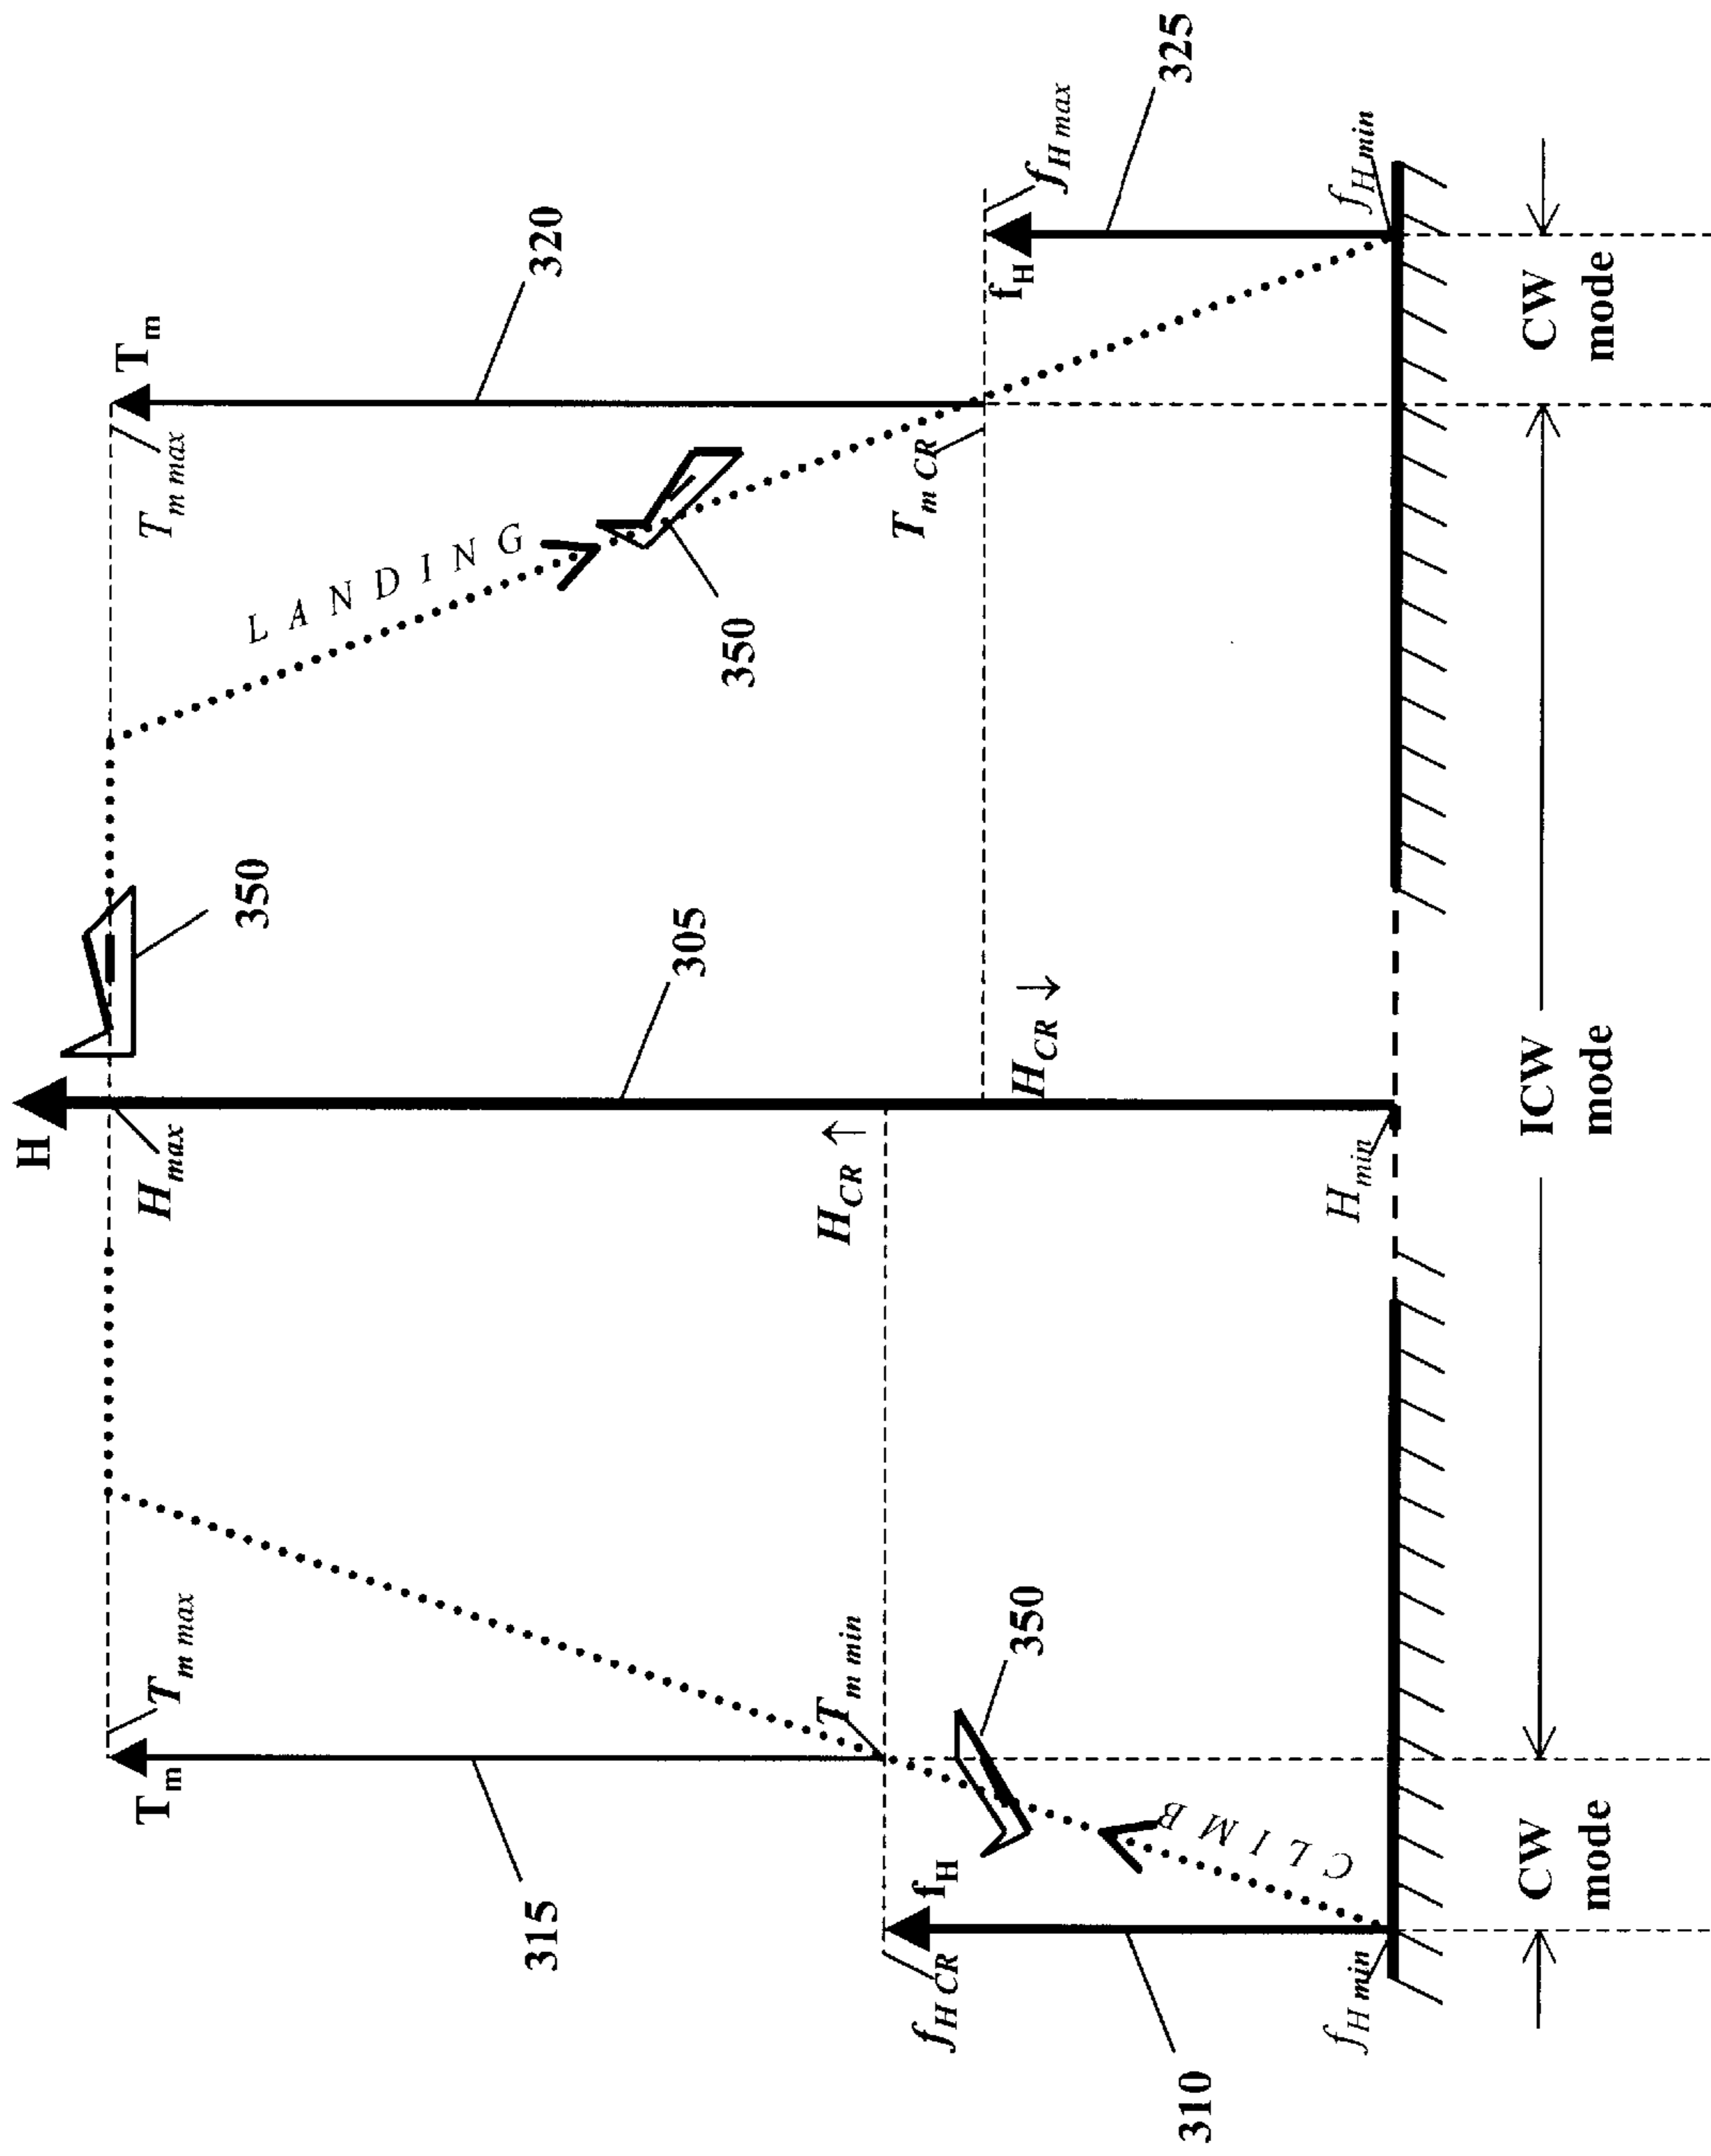 H
T_m
T_m max
H_max
T_m max
T_m
350
LANDING
320
315
305
350
T_m min
H_CR ↑
T_m CR
f_H CR
f_H
350
H_CR ↓
f_H
f_H max
325
CLIMB
310
f_H min
H_min
f_H min
CW
mode
ICW
mode
CW
mode